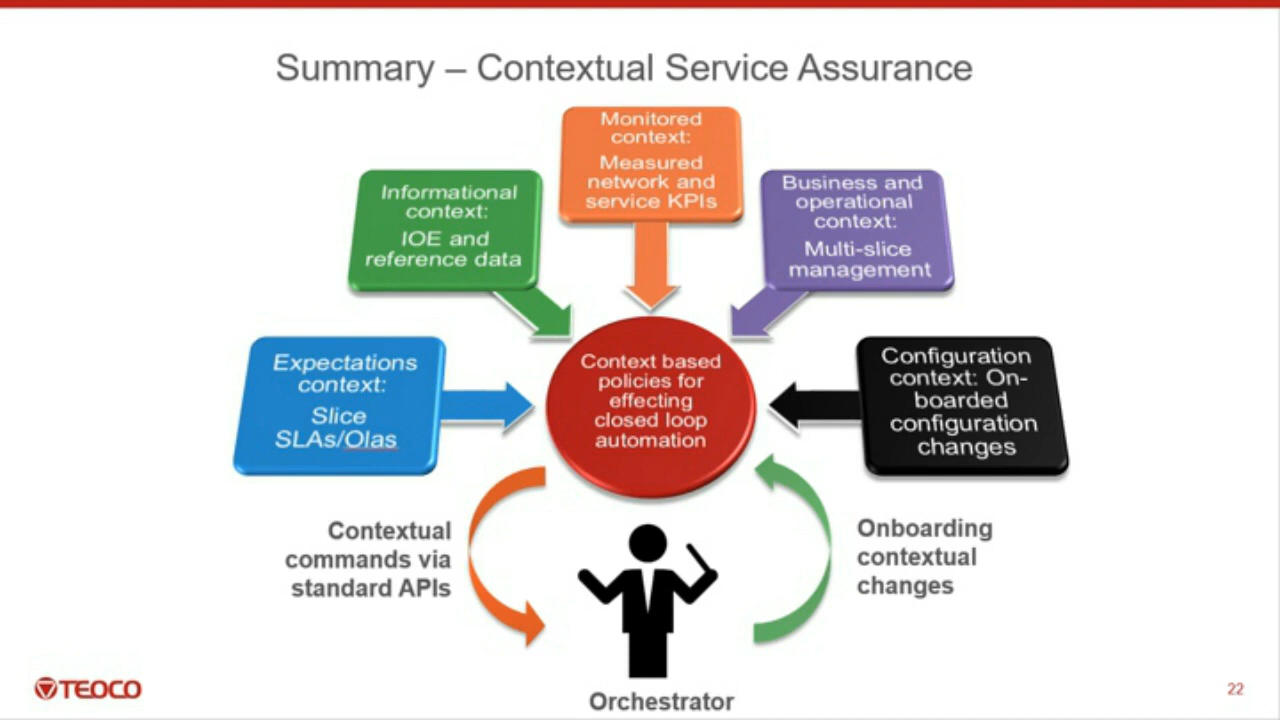 Summary – Contextual Service Assurance
Monitored
context:
Measured
network and
service KPIs
Informational
context:
IOE and
reference data
Business and
operational
context:
Multi-slice
management
Expectations
context:
Slice
SLAs/Olas
Context based
policies for
effecting
closed loop
automation
Configuration
context: On-
boarded
configuration
changes
Contextual
commands via
standard APIs
Onboarding
contextual
changes
Orchestrator
TEOCO
22